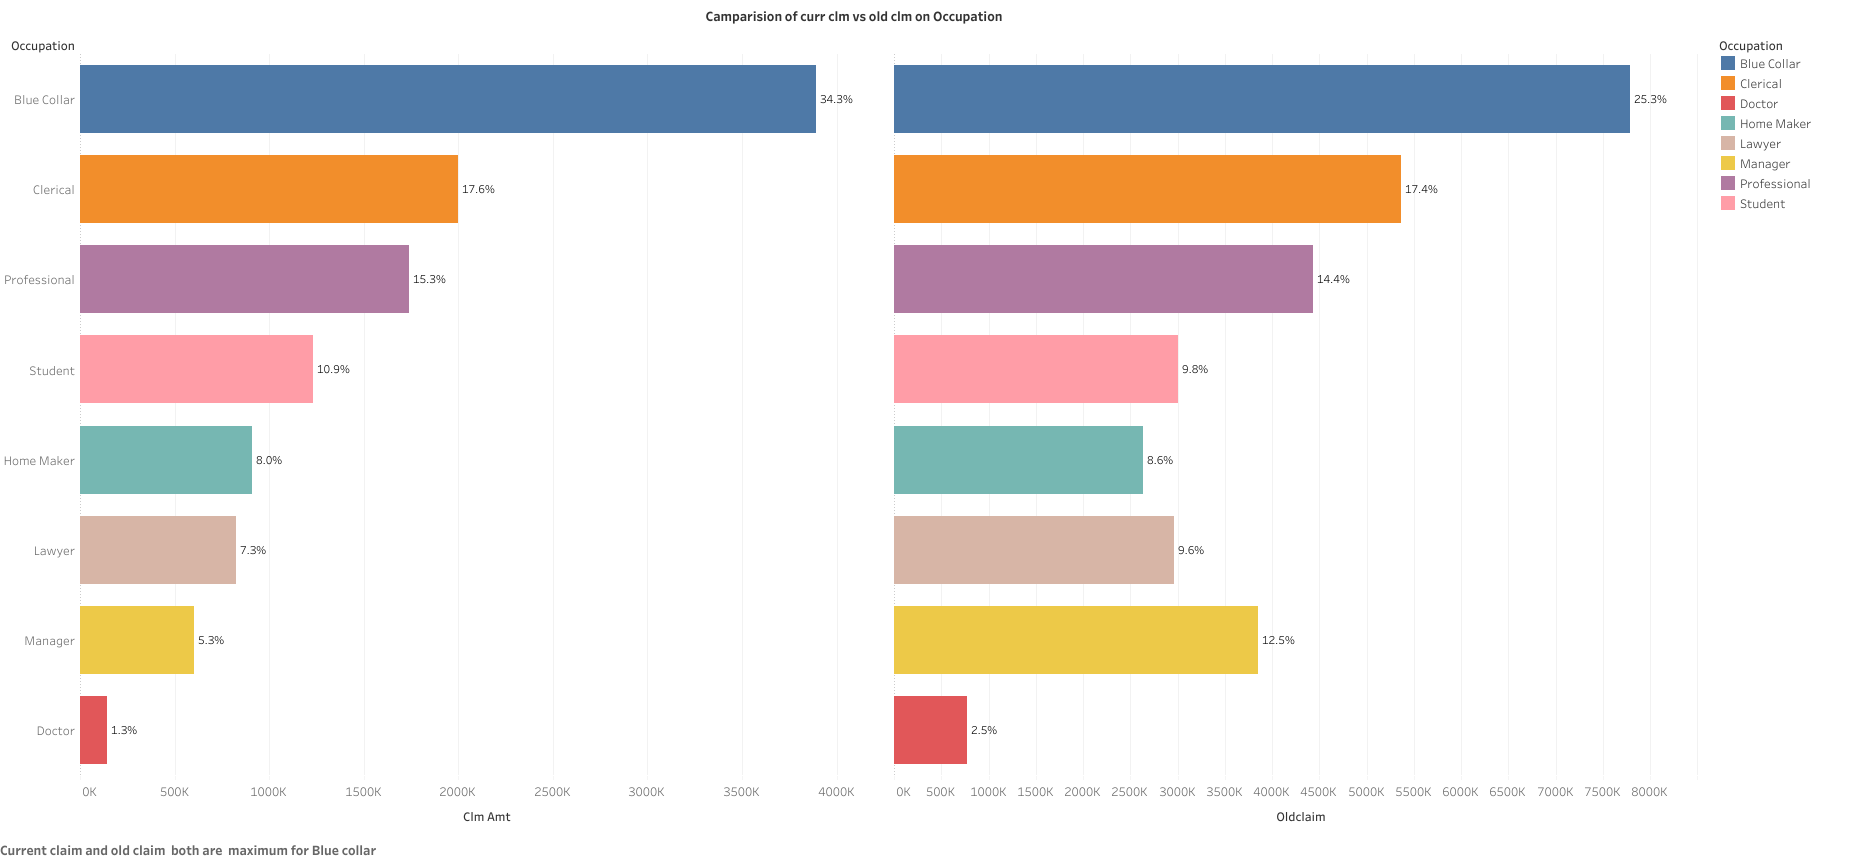 Camparision of curr clm vs old clm on Occupation
Occupation
Blue Collar
34.3%
25.3%
Clerical
17.6%
17.4%
Professional
15.3%
14.4%
Student
10.9%
9.8%
Home Maker
8.0%
8.6%
Lawyer
7.3%
9.6%
Manager
5.3%
12.5%
Doctor
1.3%
2.5%
0K 500K 1000K 1500K 2000K 2500K 3000K 3500K 4000K
Clm Amt
0K 500K 1000K 1500K 2000K 2500K 3000K 3500K 4000K 4500K 5000K 5500K 6000K 6500K 7000K 7500K 8000K
Oldclaim
Occupation
Blue Collar
Clerical
Doctor
Home Maker
Lawyer
Manager
Professional
Student
Current claim and old claim both are maximum for Blue collar